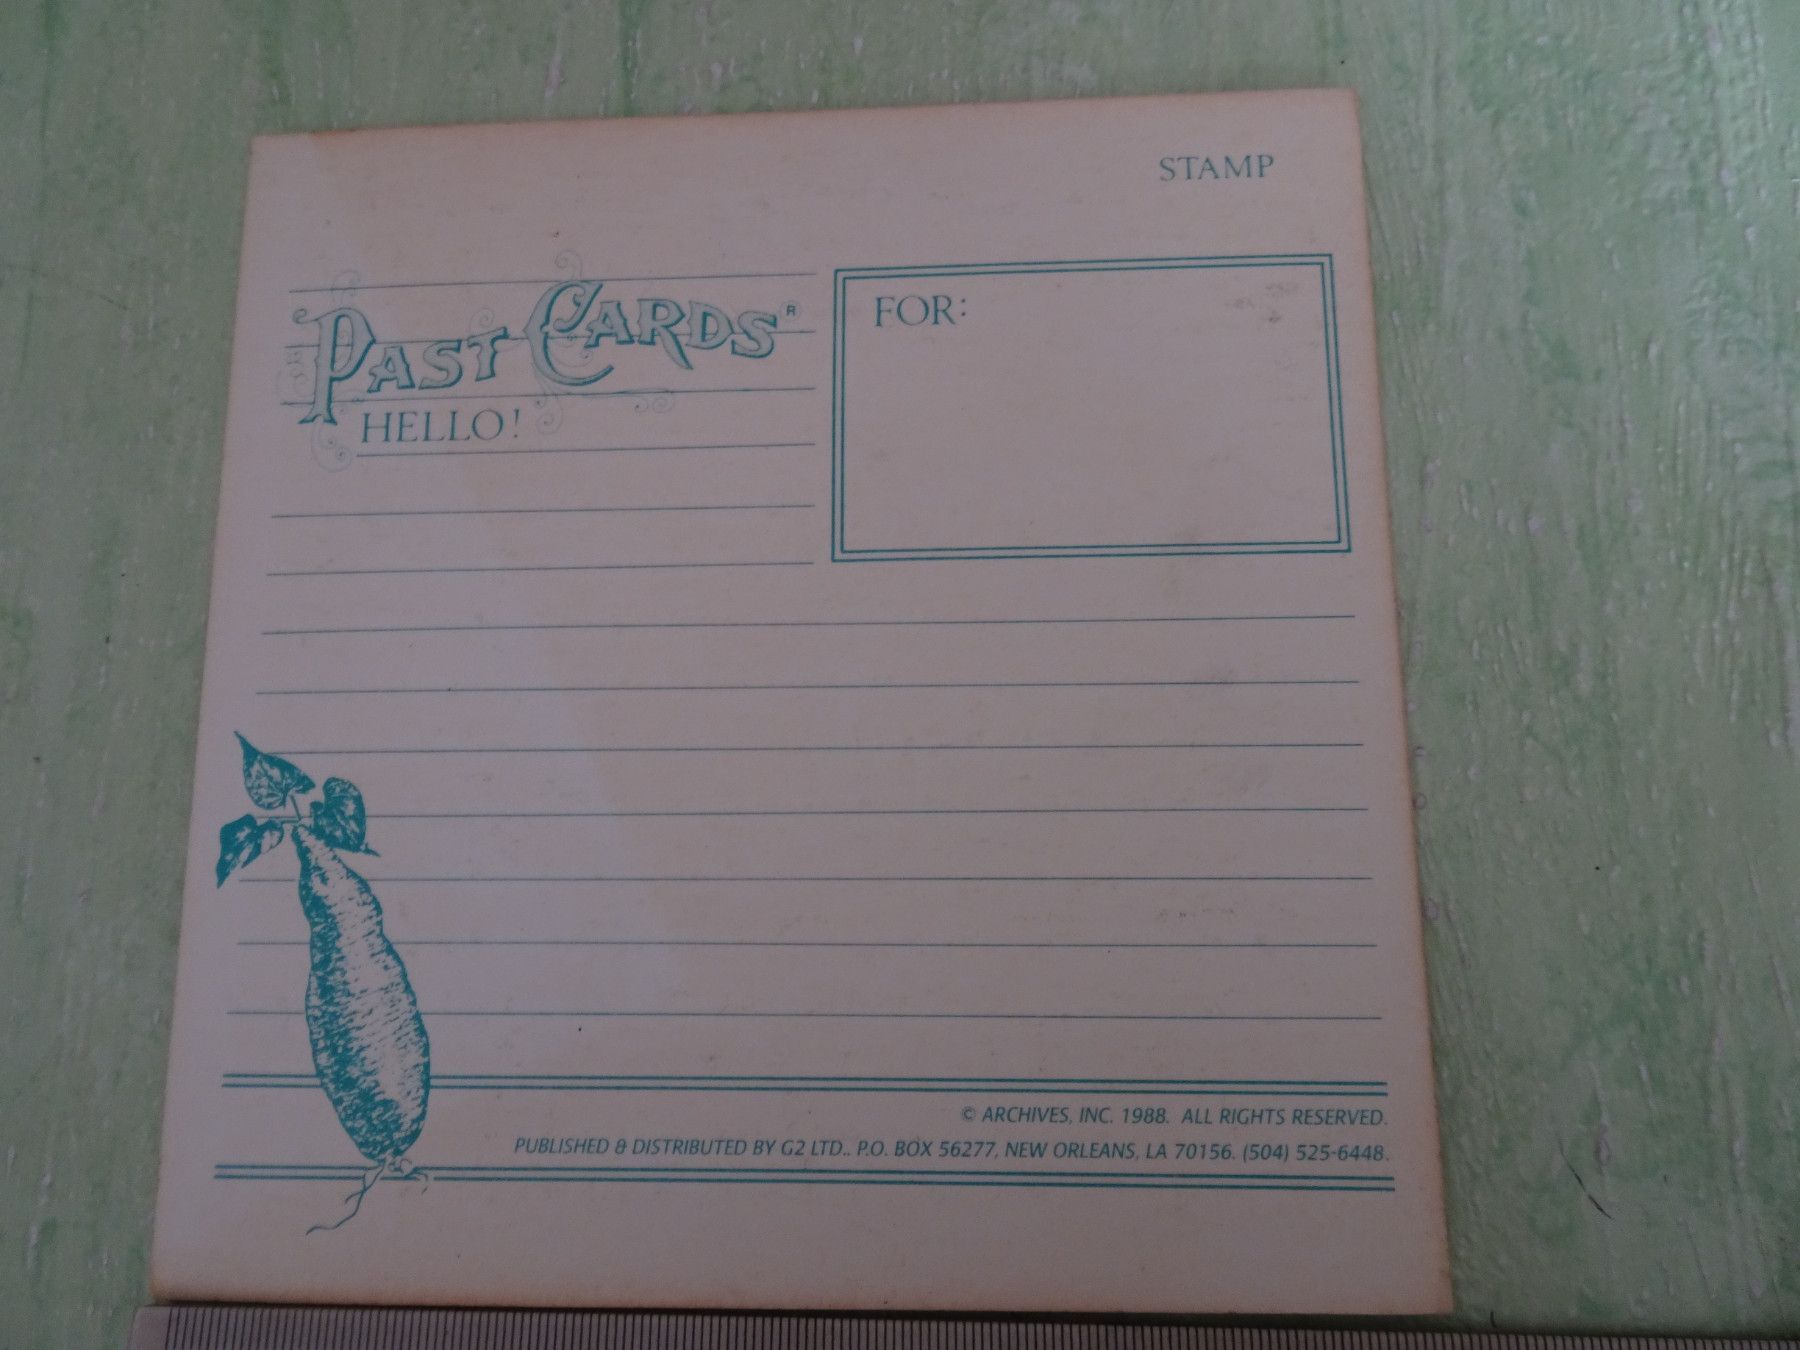 STAMP
PAST CARDS®
HELLO!
FOR:
© ARCHIVES, INC. 1988. ALL RIGHTS RESERVED.
PUBLISHED & DISTRIBUTED BY G2 LTD.. P.O. BOX 56277, NEW ORLEANS, LA 70156. (504) 525-6448.